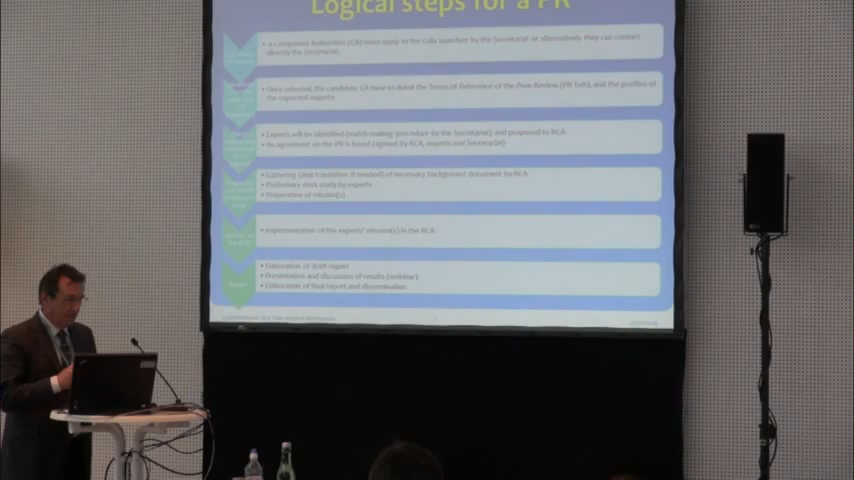 Logical steps for a PR
• a Competent Authorities (CA) must apply to the Calls launched by the Secretariat or alternatively they can contact
directly the Secretariat.
• Once selected, the candidate CA have to detail the Terms of Reference of the Peer Review (PR ToR), and the profiles of
the expected experts
• Experts will be identified (match-making procedure by the Secretariat) and proposed to RCA
• An agreement on the PR is found (agreed by RCA, experts and Secretariat)
• Gathering (and translation if needed) of necessary background document by RCA
• Preliminary desk study by experts
• Preparation of mission(s)
• Implementation of the experts' mission(s) in the RCA
• Elaboration of draft report
• Presentation and discussion of results (webinar)
• Elaboration of final report and dissemination